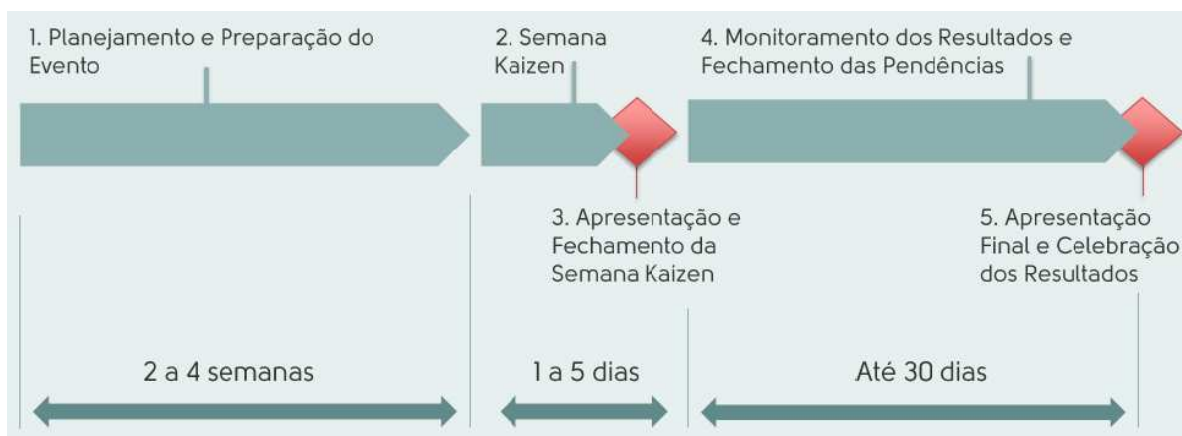 1. Planejamento e Preparação do
Evento
2. Semana
Kaizen
4. Monitoramento dos Resultados e
Fechamento das Pendências
3. Apresentação e
Fechamento da
Semana Kaizen
5. Apresentação
Final e Celebração
dos Resultados
2 a 4 semanas
1 a 5 dias
Até 30 dias